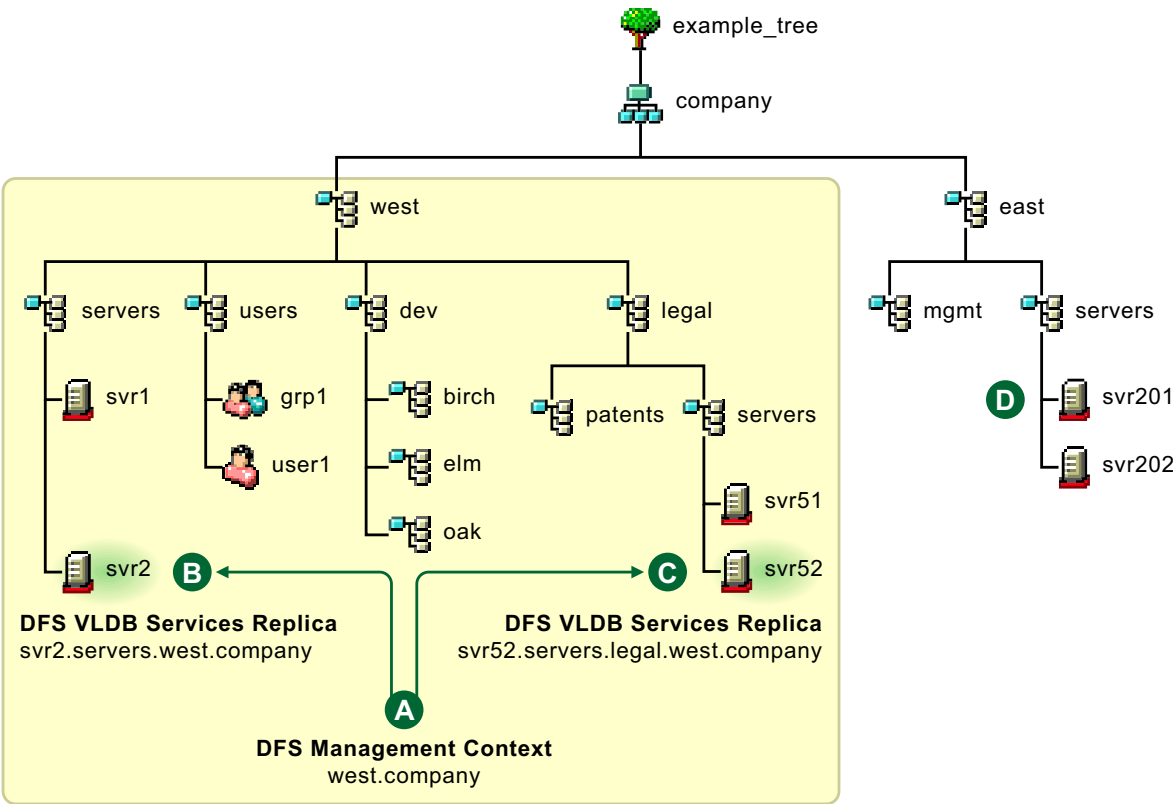 example_tree
company
west
east
servers
users
dev
legal
mgmt
servers
svr1
grp1
birch
patents
servers
D
svr201
user1
elm
svr202
svr51
oak
svr2
B
C
svr52
DFS VLDB Services Replica
svr2.servers.west.company
DFS VLDB Services Replica
svr52.servers.legal.west.company
A
DFS Management Context
west.company